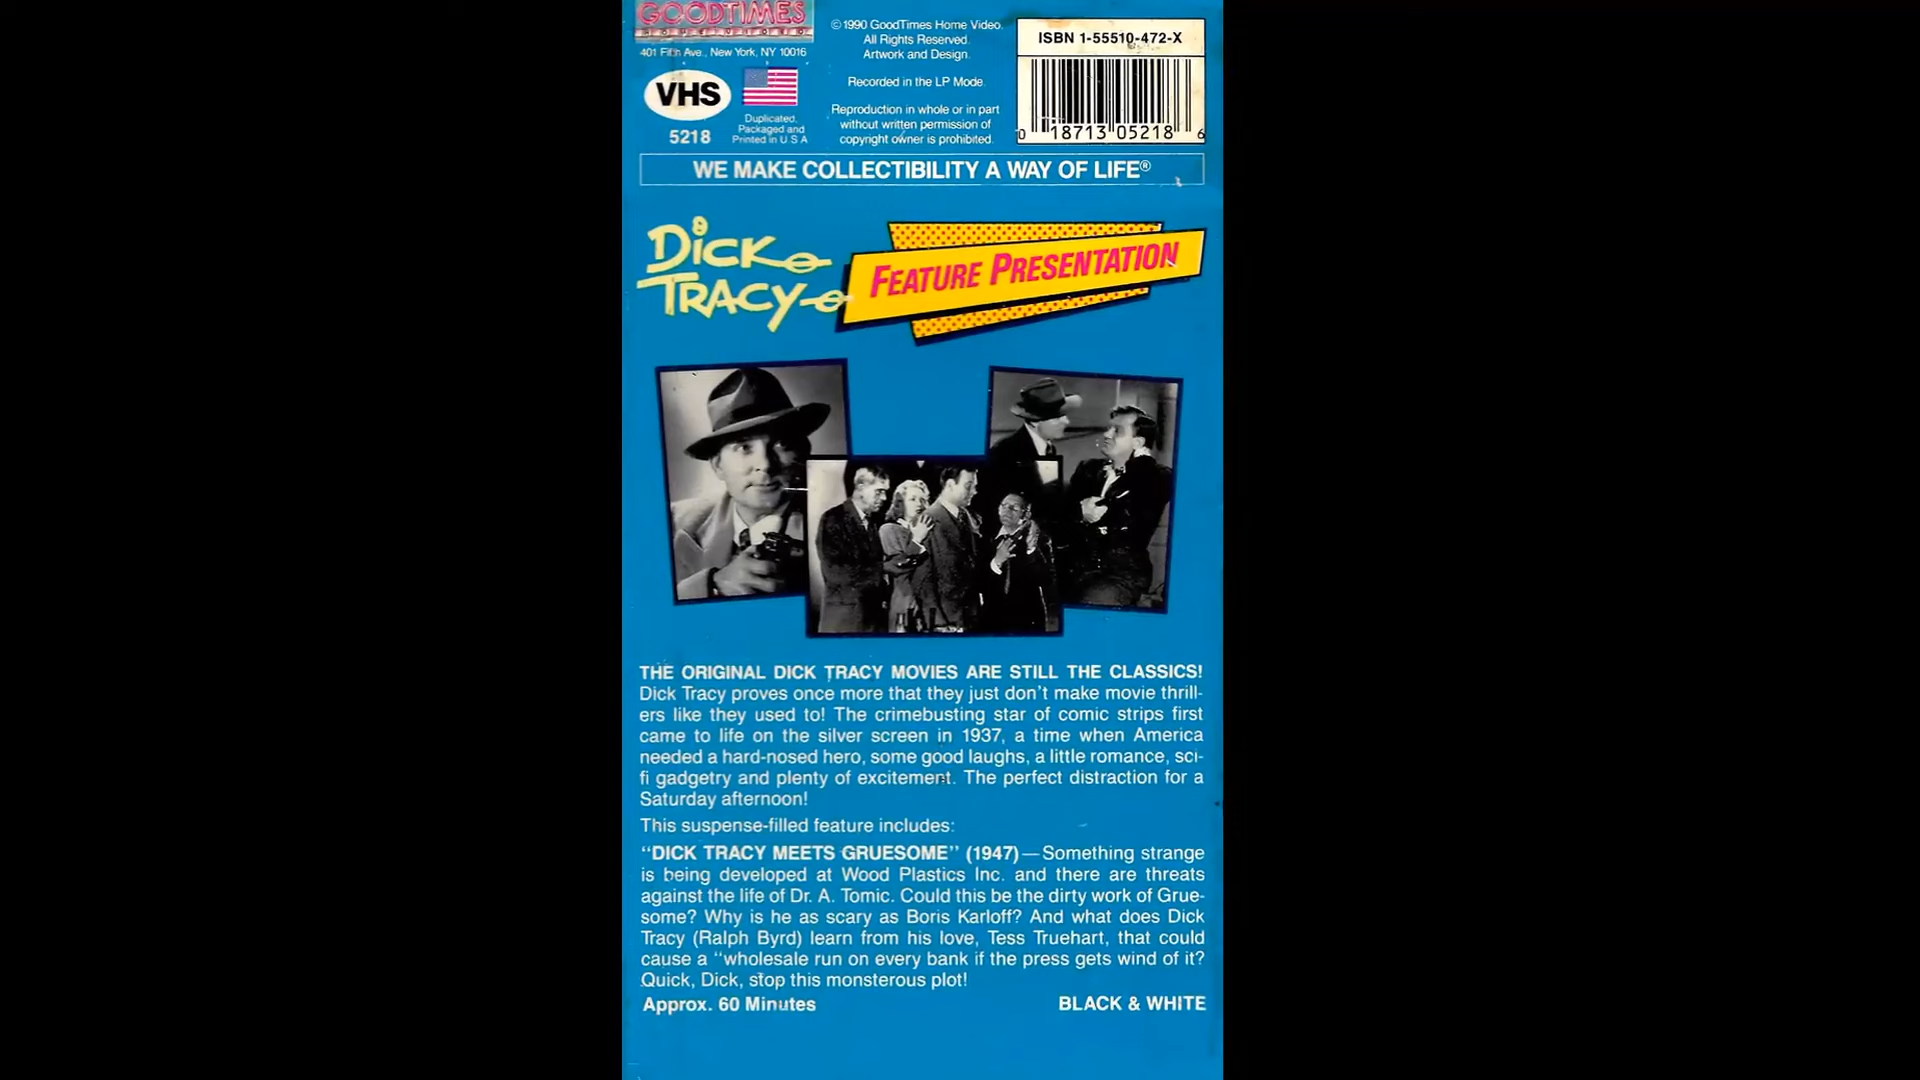 GOODTIMES
HOME VIDEO
401 Fifth Ave., New York, NY 10016
VHS
5218
Duplicated,
Packaged and
Printed in U S A
©1990 GoodTimes Home Video.
All Rights Reserved.
Artwork and Design.
Recorded in the LP Mode.
Reproduction in whole or in part
without written permission of
copyright owner is prohibited.
ISBN 1-55510-472-X
0 18713 05218 6
WE MAKE COLLECTIBILITY A WAY OF LIFE®
DICK
TRACY
FEATURE PRESENTATION
THE ORIGINAL DICK TRACY MOVIES ARE STILL THE CLASSICS!
Dick Tracy proves once more that they just don't make movie thrill-
ers like they used to! The crimebusting star of comic strips first
came to life on the silver screen in 1937, a time when America
needed a hard-nosed hero, some good laughs, a little romance, sci-
fi gadgetry and plenty of excitement. The perfect distraction for a
Saturday afternoon!
This suspense-filled feature includes:
“DICK TRACY MEETS GRUESOME” (1947)—Something strange
is being developed at Wood Plastics Inc. and there are threats
against the life of Dr. A. Tomic. Could this be the dirty work of Grue-
some? Why is he as scary as Boris Karloff? And what does Dick
Tracy (Ralph Byrd) learn from his love, Tess Truehart, that could
cause a “wholesale run on every bank if the press gets wind of it?
Quick, Dick, stop this monsterous plot!
Approx. 60 Minutes
BLACK & WHITE